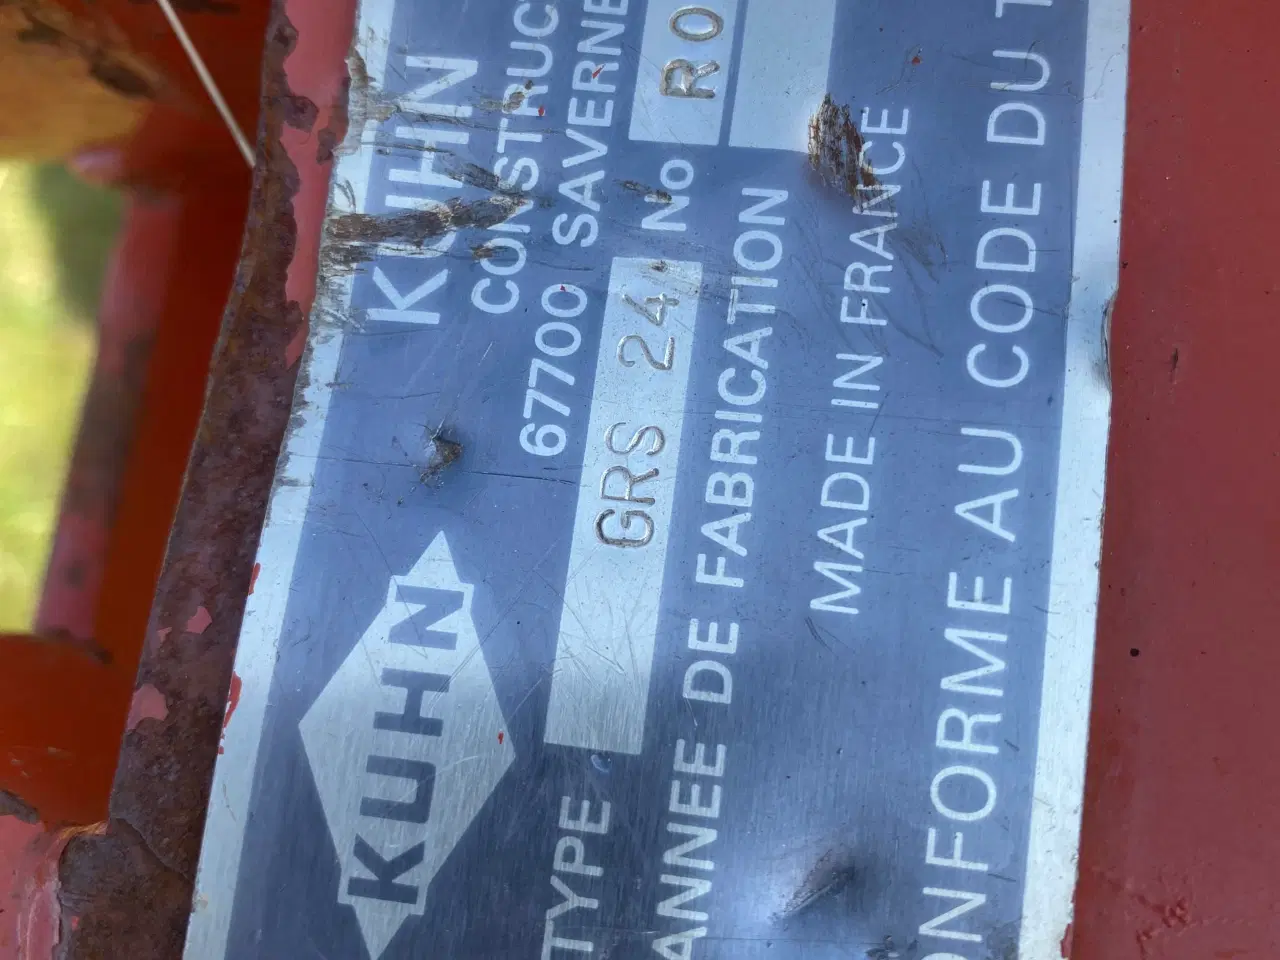 KUHN
KUHN
CONSTRUC
67700 SAVERNE
TYPE GRS 24 No R0
ANNEE DE FABRICATION
MADE IN FRANCE
ONFORME AU CODE DU T